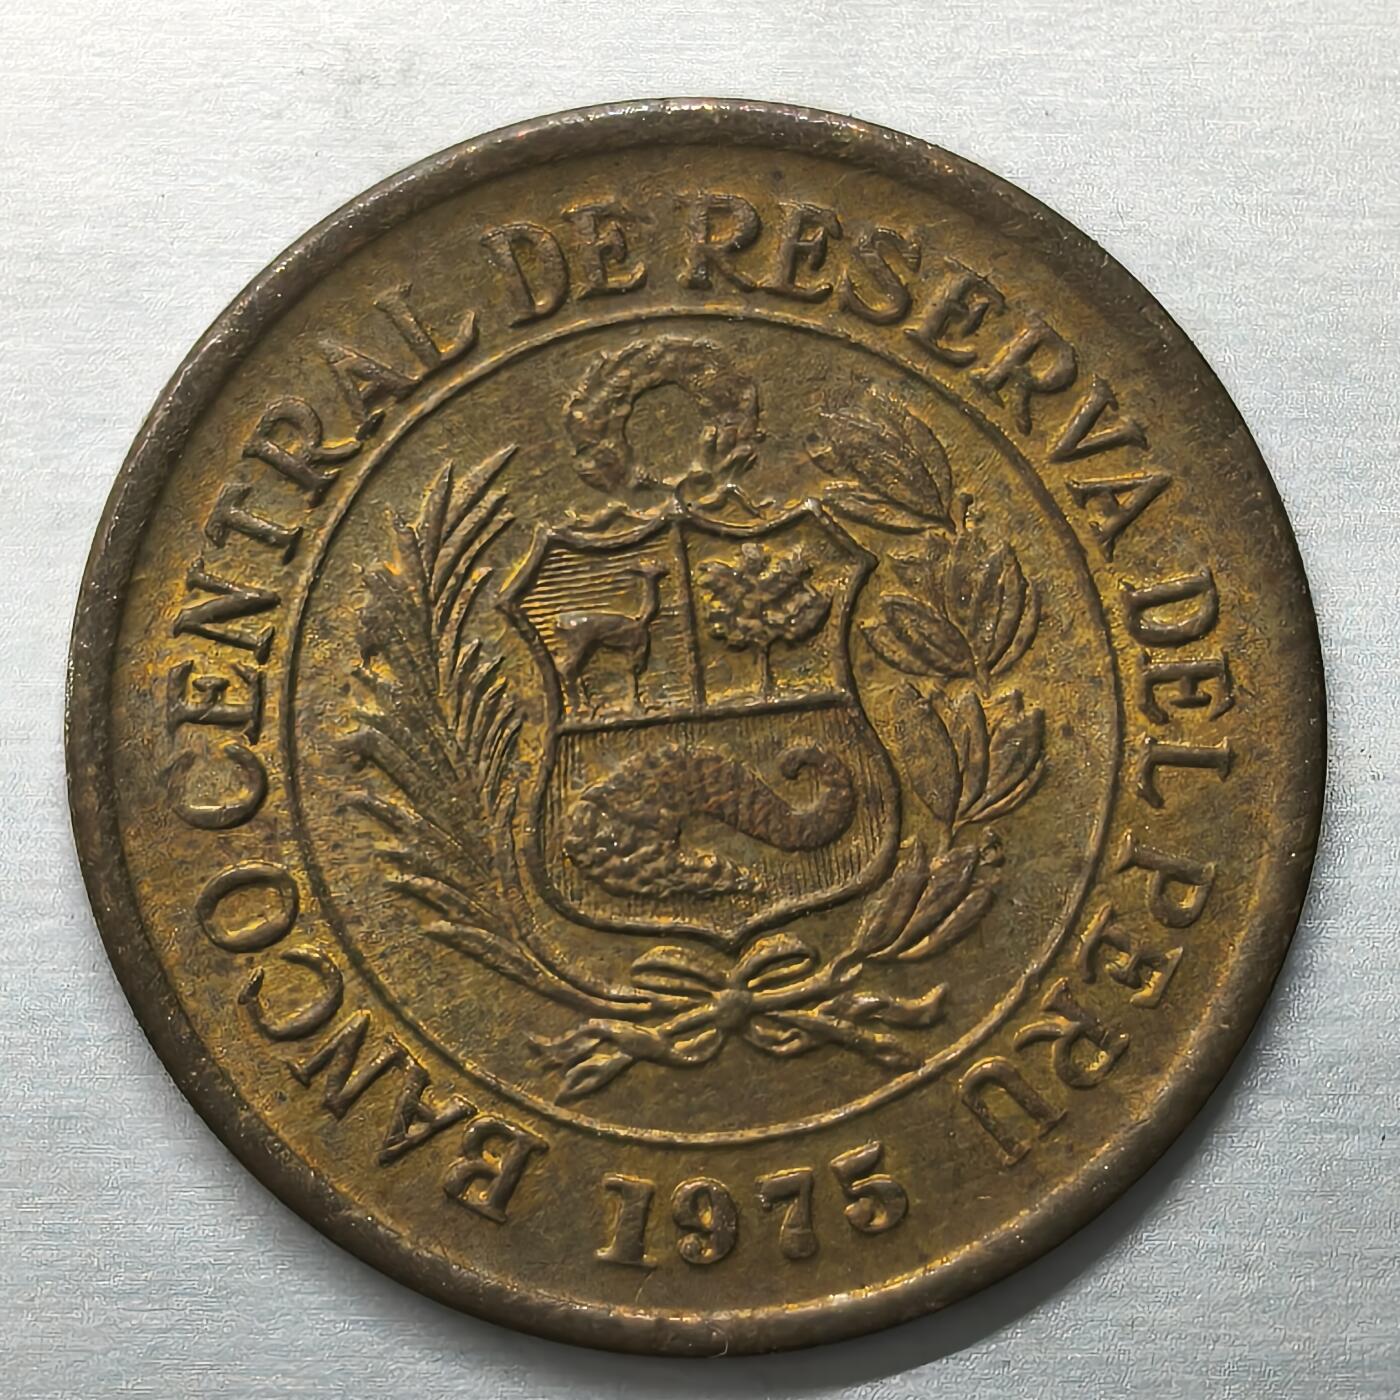 BANCO CENTRAL DE RESERVA DEL PERU
1975